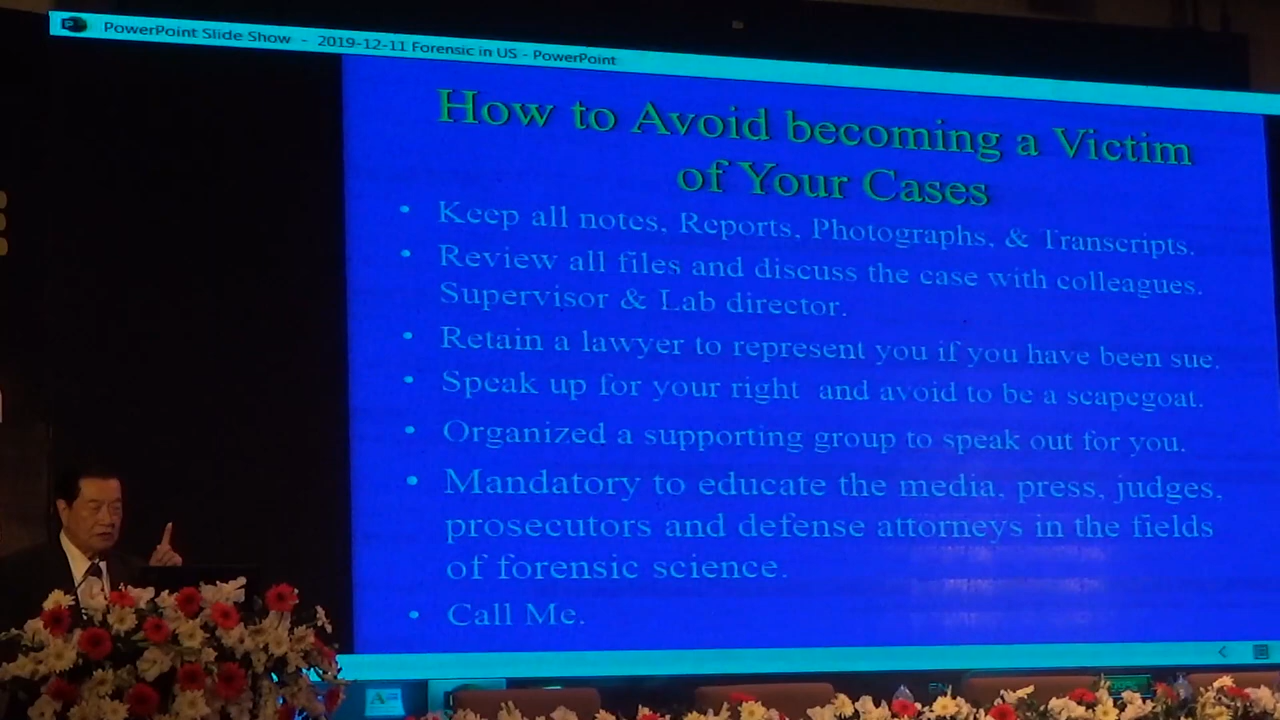 PowerPoint Slide Show - 2019-12-11 Forensic in US - PowerPoint
How to Avoid becoming a Victim
of Your Cases
• Keep all notes, Reports, Photographs, & Transcripts.
• Review all files and discuss the case with colleagues.
Supervisor & Lab director.
• Retain a lawyer to represent you if you have been sue.
• Speak up for your right and avoid to be a scapegoat.
• Organized a supporting group to speak out for you.
• Mandatory to educate the media, press, judges,
prosecutors and defense attorneys in the fields
of forensic science.
• Call Me.